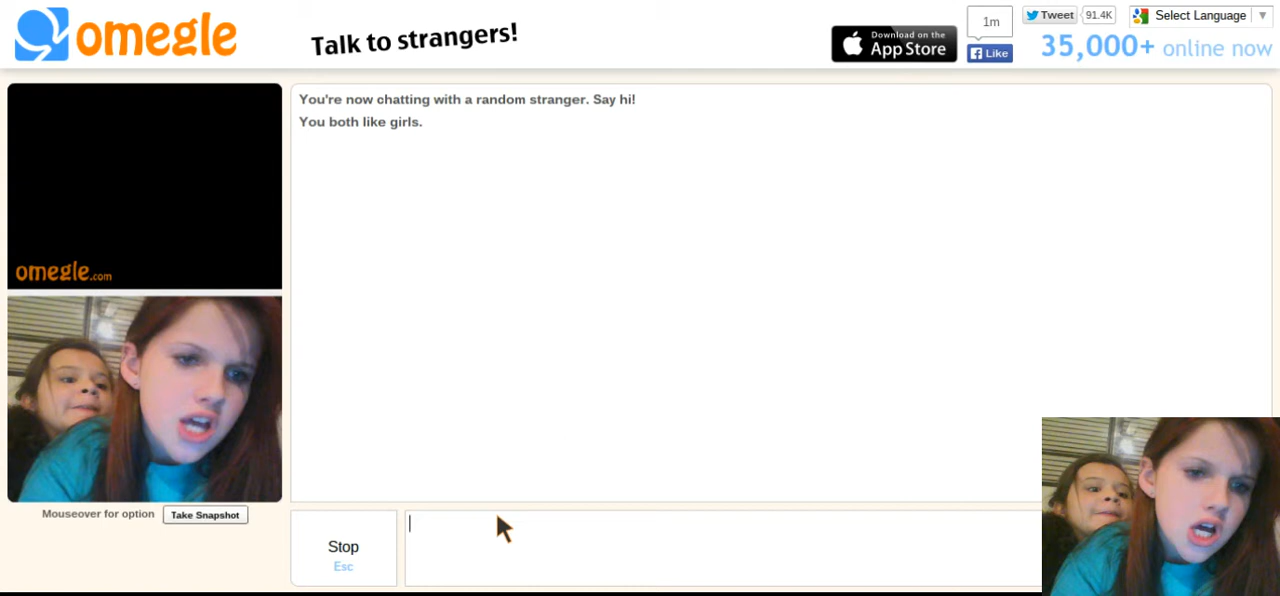 omegle
Talk to strangers!
Download on the
App Store
1m
Like
Tweet
91.4K
Select Language
35,000+ online now
You're now chatting with a random stranger. Say hi!
You both like girls.
omegle.com
Mouseover for option
Take Snapshot
Stop
Esc